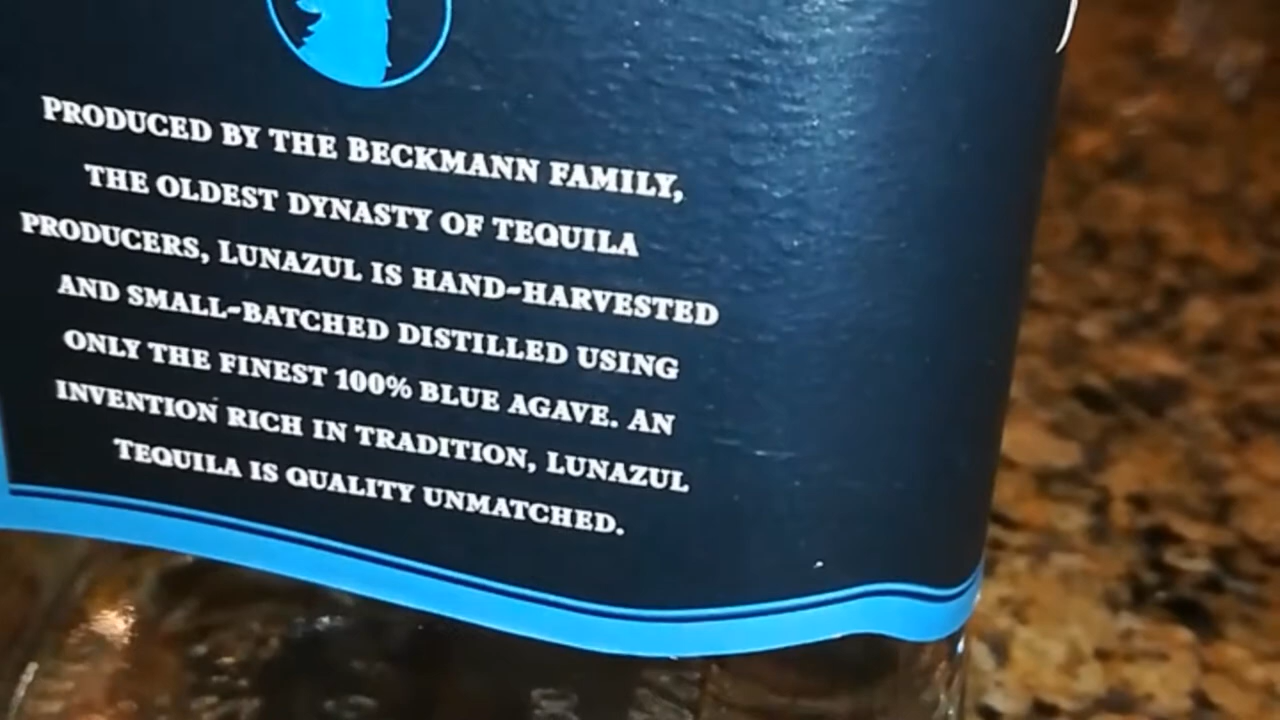 PRODUCED BY THE BECKMANN FAMILY,
THE OLDEST DYNASTY OF TEQUILA
PRODUCERS, LUNAZUL IS HAND-HARVESTED
AND SMALL-BATCHED DISTILLED USING
ONLY THE FINEST 100% BLUE AGAVE. AN
INVENTION RICH IN TRADITION, LUNAZUL
TEQUILA IS QUALITY UNMATCHED.